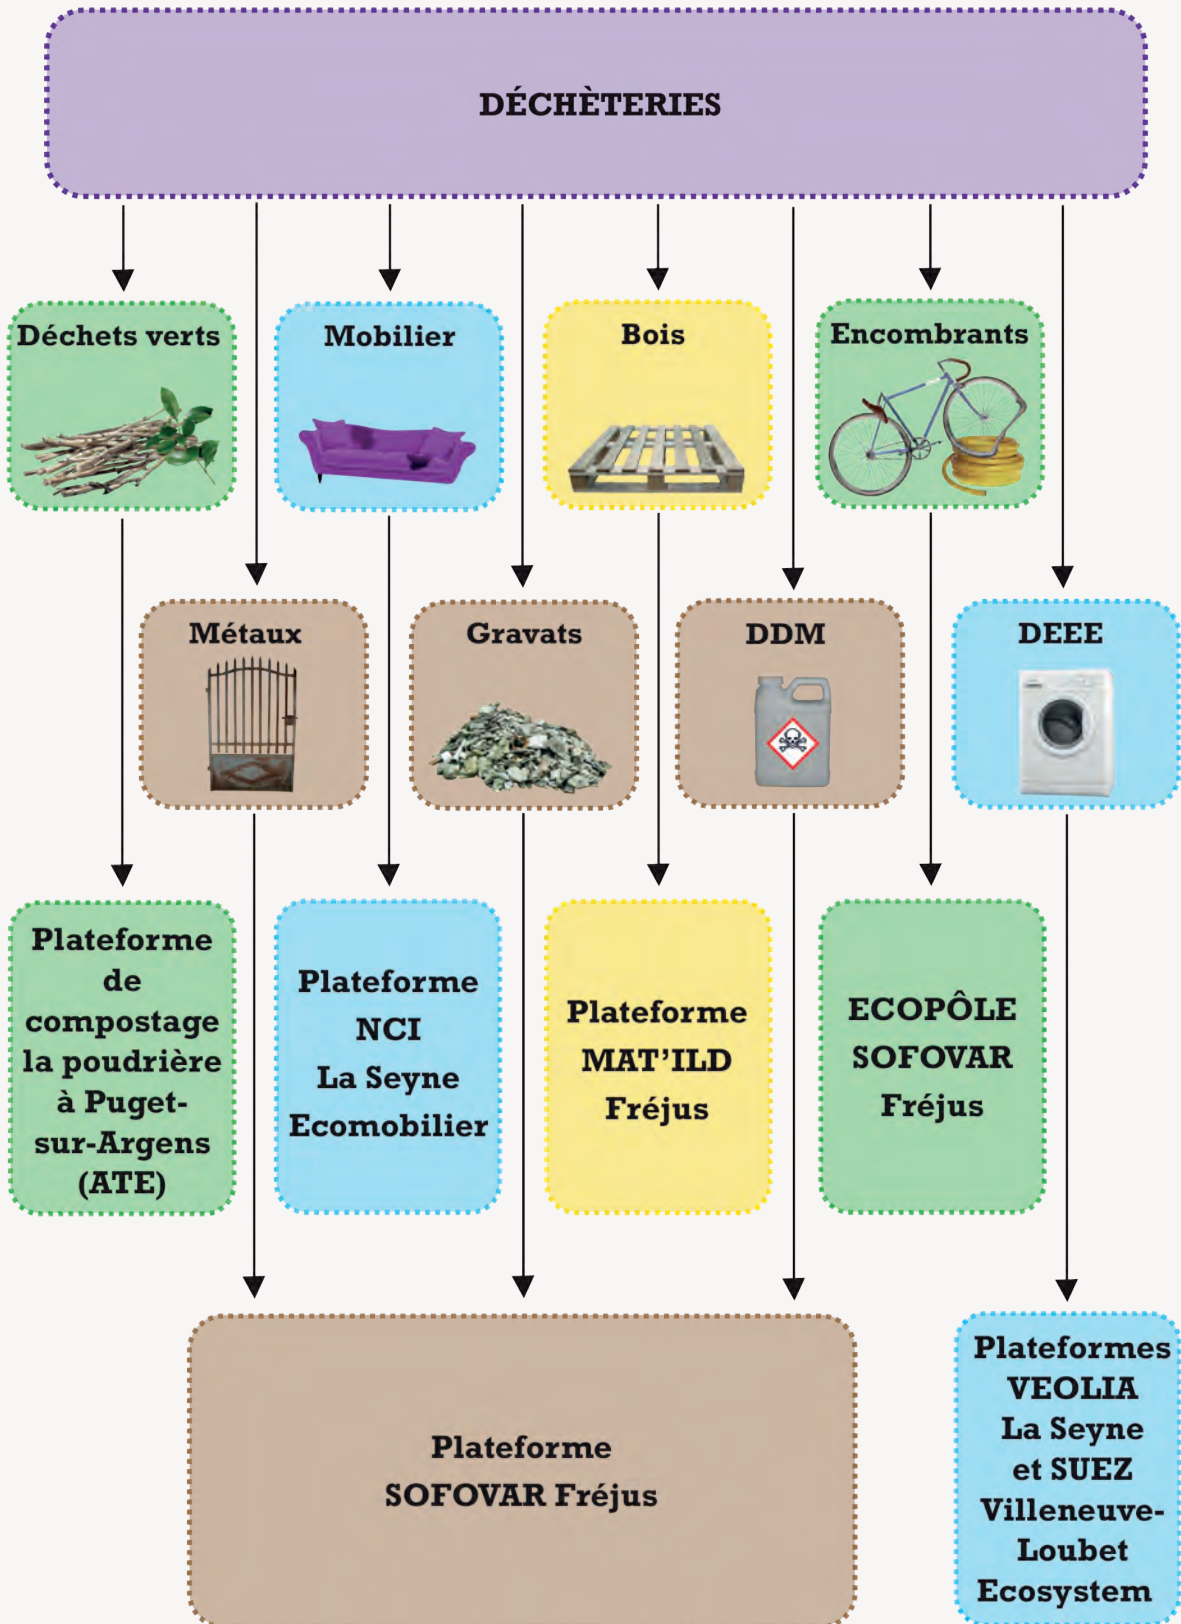 DÉCHÈTERIES
Déchets verts
Mobilier
Bois
Encombrants
Métaux
Gravats
DDM
DEEE
Plateforme
de
compostage
la poudrière
à Puget-
sur-Argens
(ATE)
Plateforme
NCI
La Seyne
Ecomobilier
Plateforme
MAT’ILD
Fréjus
ECOPÔLE
SOFOVAR
Fréjus
Plateforme
SOFOVAR Fréjus
Plateformes
VEOLIA
La Seyne
et SUEZ
Villeneuve-
Loubet
Ecosystem